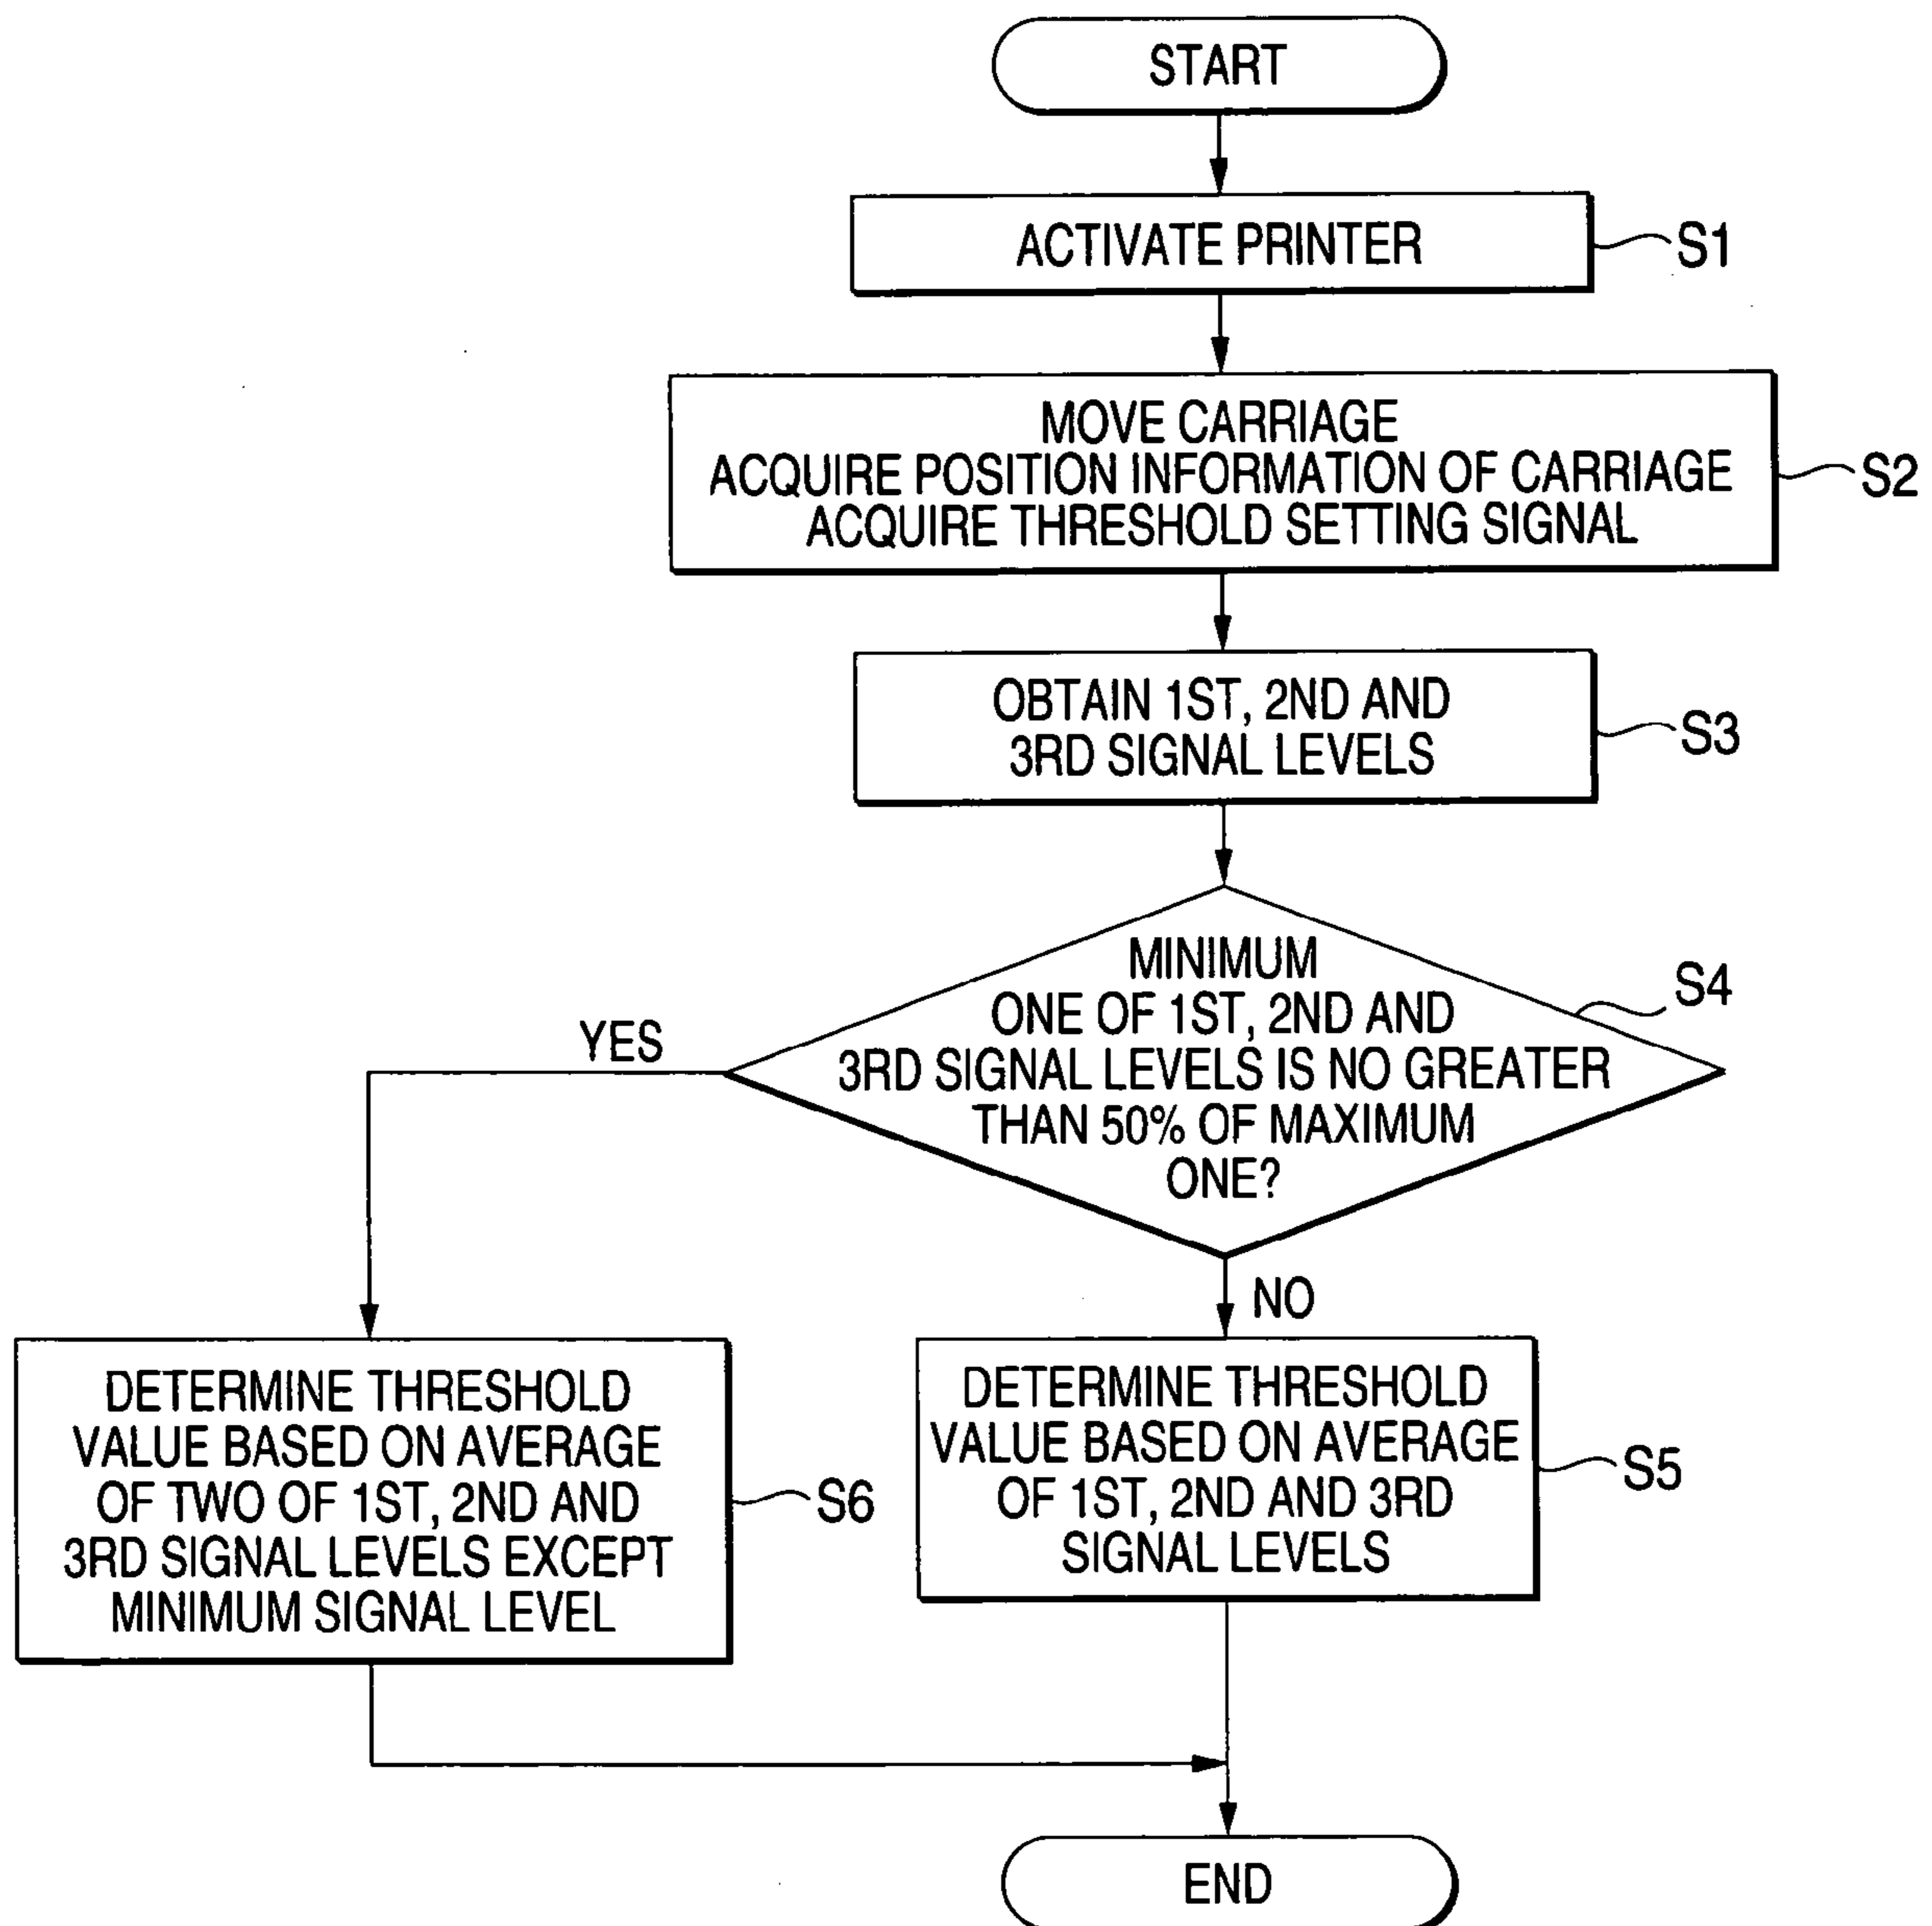 START
ACTIVATE PRINTER
S1
MOVE CARRIAGE
ACQUIRE POSITION INFORMATION OF CARRIAGE
ACQUIRE THRESHOLD SETTING SIGNAL
S2
OBTAIN 1ST, 2ND AND
3RD SIGNAL LEVELS
S3
MINIMUM
ONE OF 1ST, 2ND AND
3RD SIGNAL LEVELS IS NO GREATER
THAN 50% OF MAXIMUM
ONE?
S4
YES
NO
DETERMINE THRESHOLD
VALUE BASED ON AVERAGE
OF TWO OF 1ST, 2ND AND
3RD SIGNAL LEVELS EXCEPT
MINIMUM SIGNAL LEVEL
S6
DETERMINE THRESHOLD
VALUE BASED ON AVERAGE
OF 1ST, 2ND AND 3RD
SIGNAL LEVELS
S5
END